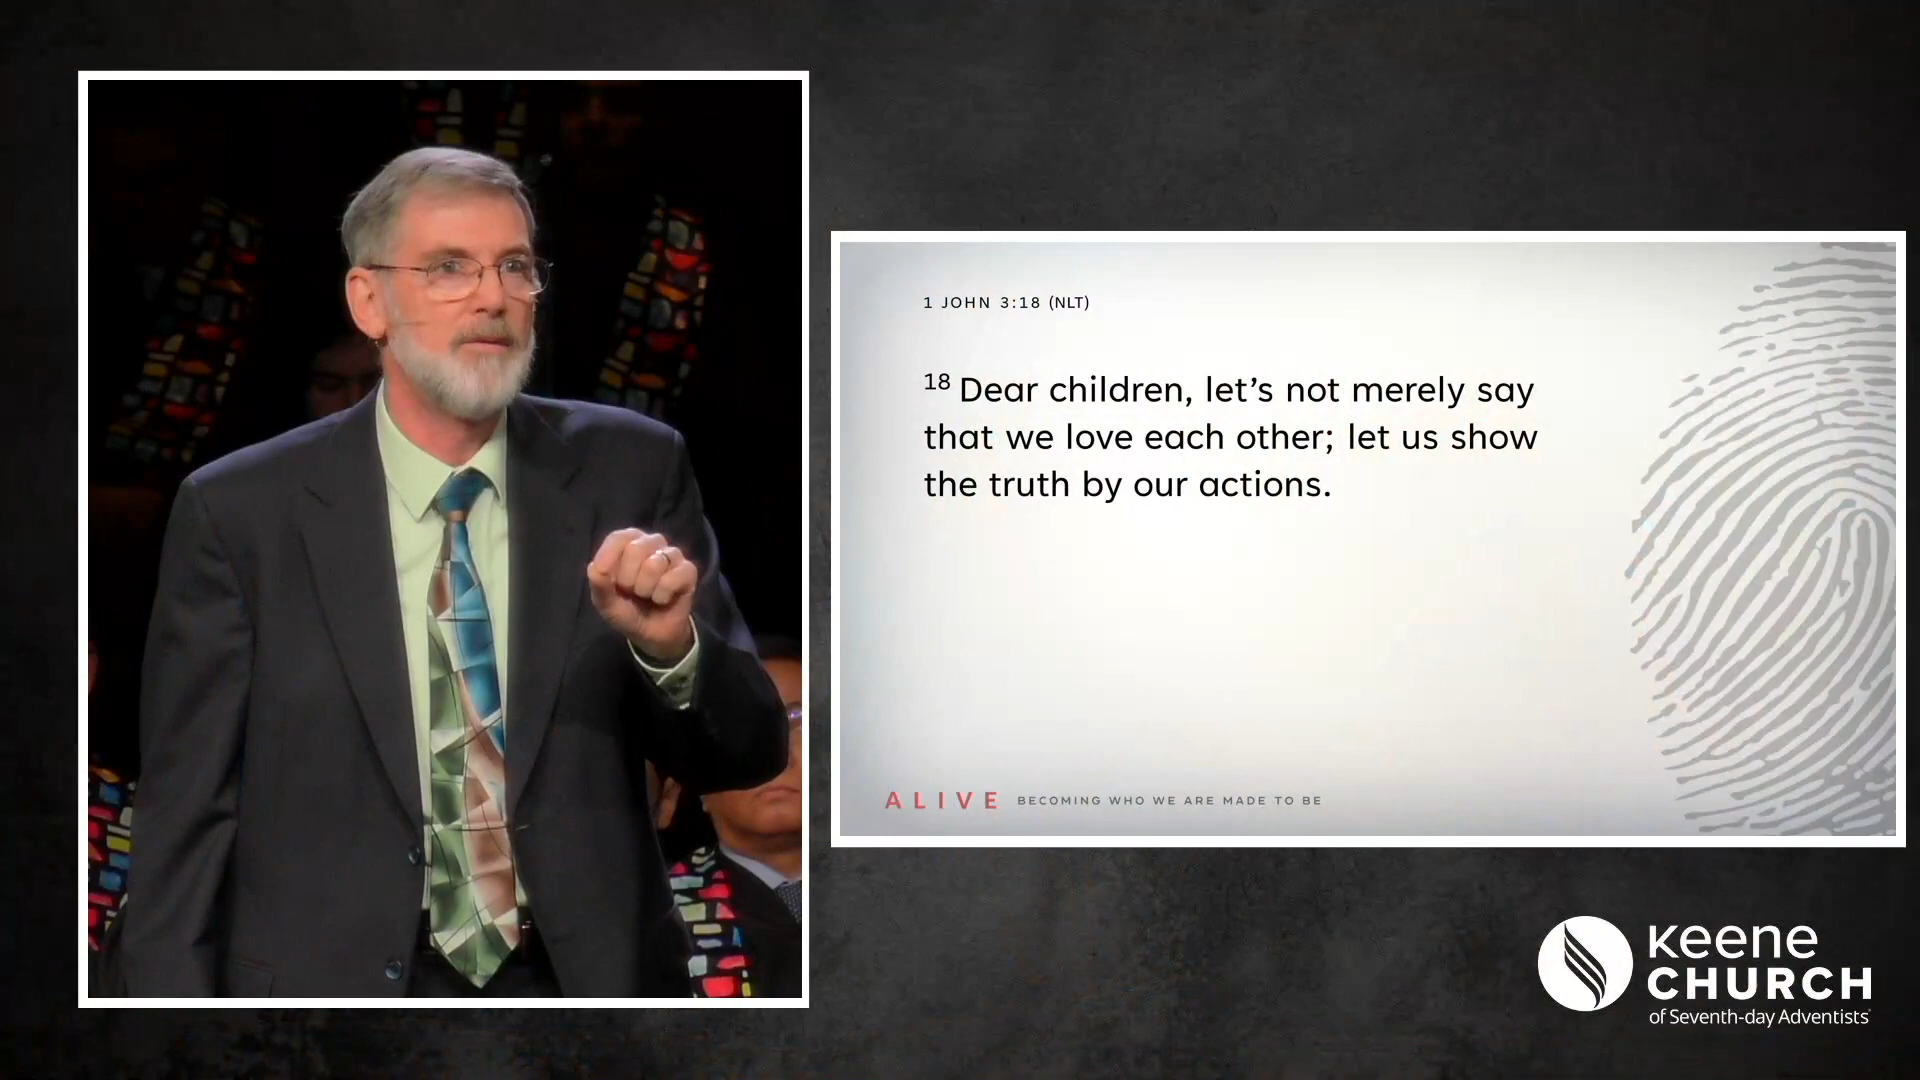 1 JOHN 3:18 (NLT)
18 Dear children, let’s not merely say
that we love each other; let us show
the truth by our actions.
ALIVE BECOMING WHO WE ARE MADE TO BE
Keene
CHURCH
of Seventh-day Adventists